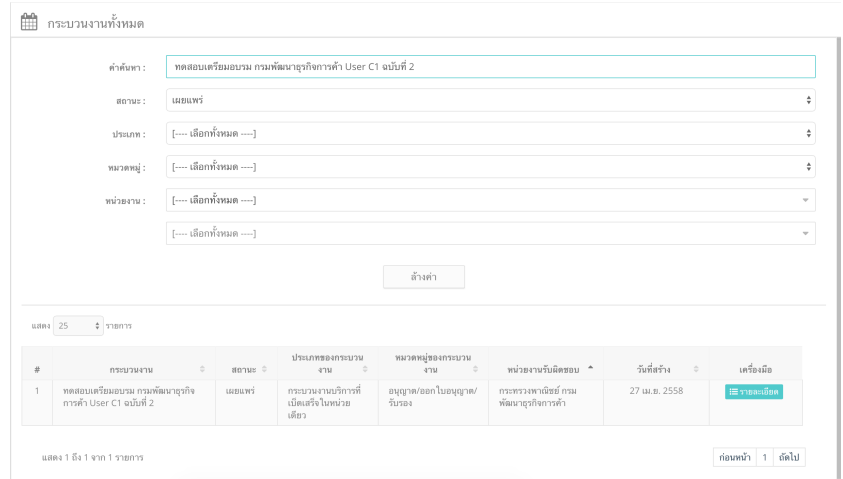 กระบวนงานทั้งหมด
คำค้นหา : ทดสอบเตรียมอบรม กรมพัฒนาธุรกิจการค้า User C1 ฉบับที่ 2
สถานะ : เผยแพร่
ประเภท : [---- เลือกทั้งหมด ----]
หมวดหมู่ : [---- เลือกทั้งหมด ----]
หน่วยงาน : [---- เลือกทั้งหมด ----]
[---- เลือกทั้งหมด ----]
ล้างค่า
แสดง 25 รายการ
# กระบวนงาน สถานะ ประเภทของกระบวน หมวดหมู่ของกระบวน หน่วยงานรับผิดชอบ วันที่สร้าง เครื่องมือ
งาน งาน
1 ทดสอบเตรียมอบรม กรมพัฒนาธุรกิจ เผยแพร่ กระบวนงานบริการที่ อนุญาต/ออกใบอนุญาต/ กระทรวงพาณิชย์ กรม 27 เม.ย. 2558 รายละเอียด
การค้า User C1 ฉบับที่ 2 เบ็ดเสร็จในหน่วย รับรอง พัฒนาธุรกิจการค้า
เดียว
แสดง 1 ถึง 1 จาก 1 รายการ ก่อนหน้า 1 ถัดไป